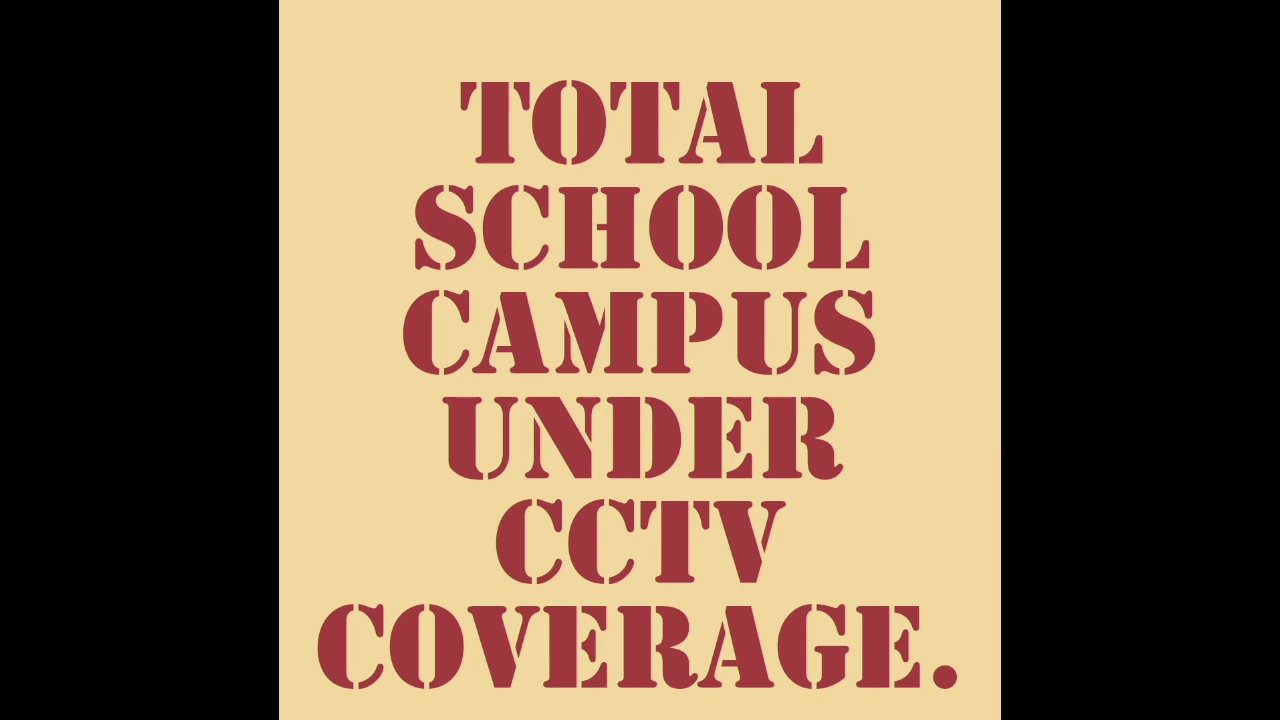 TOTAL
SCHOOL
CAMPUS
UNDER
CCTV
COVERAGE.